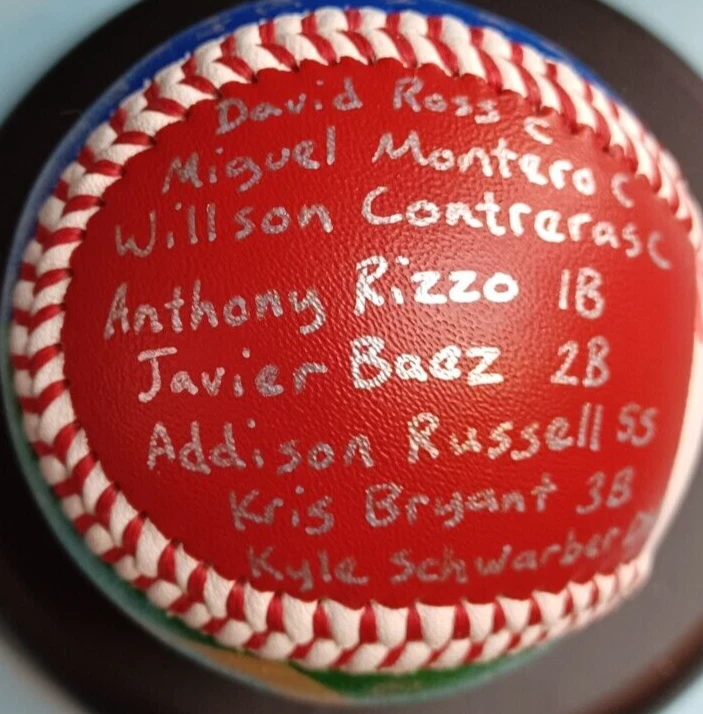 David Ross C
Miguel Montero C
Willson Contreras C
Anthony Rizzo 1B
Javier Baez 2B
Addison Russell SS
Kris Bryant 3B
Kyle Schwarber